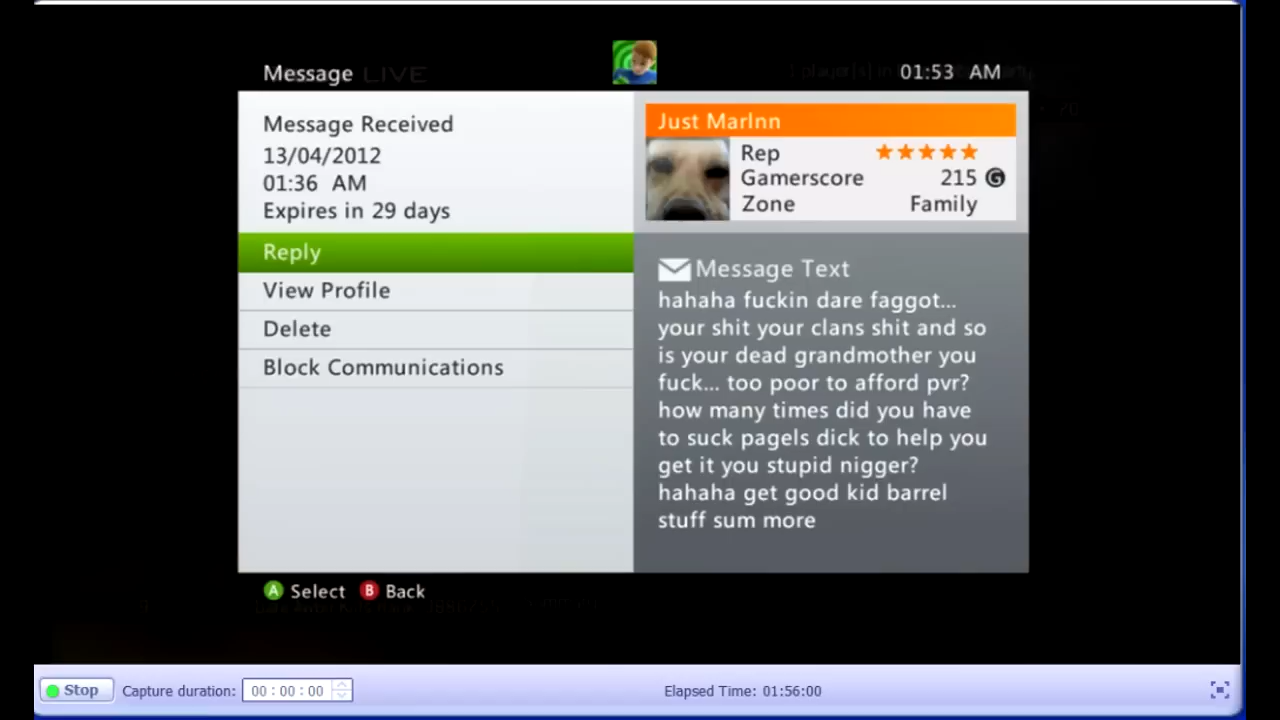 Message LIVE
01:53 AM
Message Received
13/04/2012
01:36 AM
Expires in 29 days
Reply
View Profile
Delete
Block Communications
Just MarInn
Rep
Gamerscore 215 G
Zone Family
Message Text
hahaha fuckin dare faggot...
your shit your clans shit and so
is your dead grandmother you
fuck... too poor to afford pvr?
how many times did you have
to suck pagels dick to help you
get it you stupid nigger?
hahaha get good kid barrel
stuff sum more
A Select B Back
Stop Capture duration: 00:00:00 Elapsed Time: 01:56:00